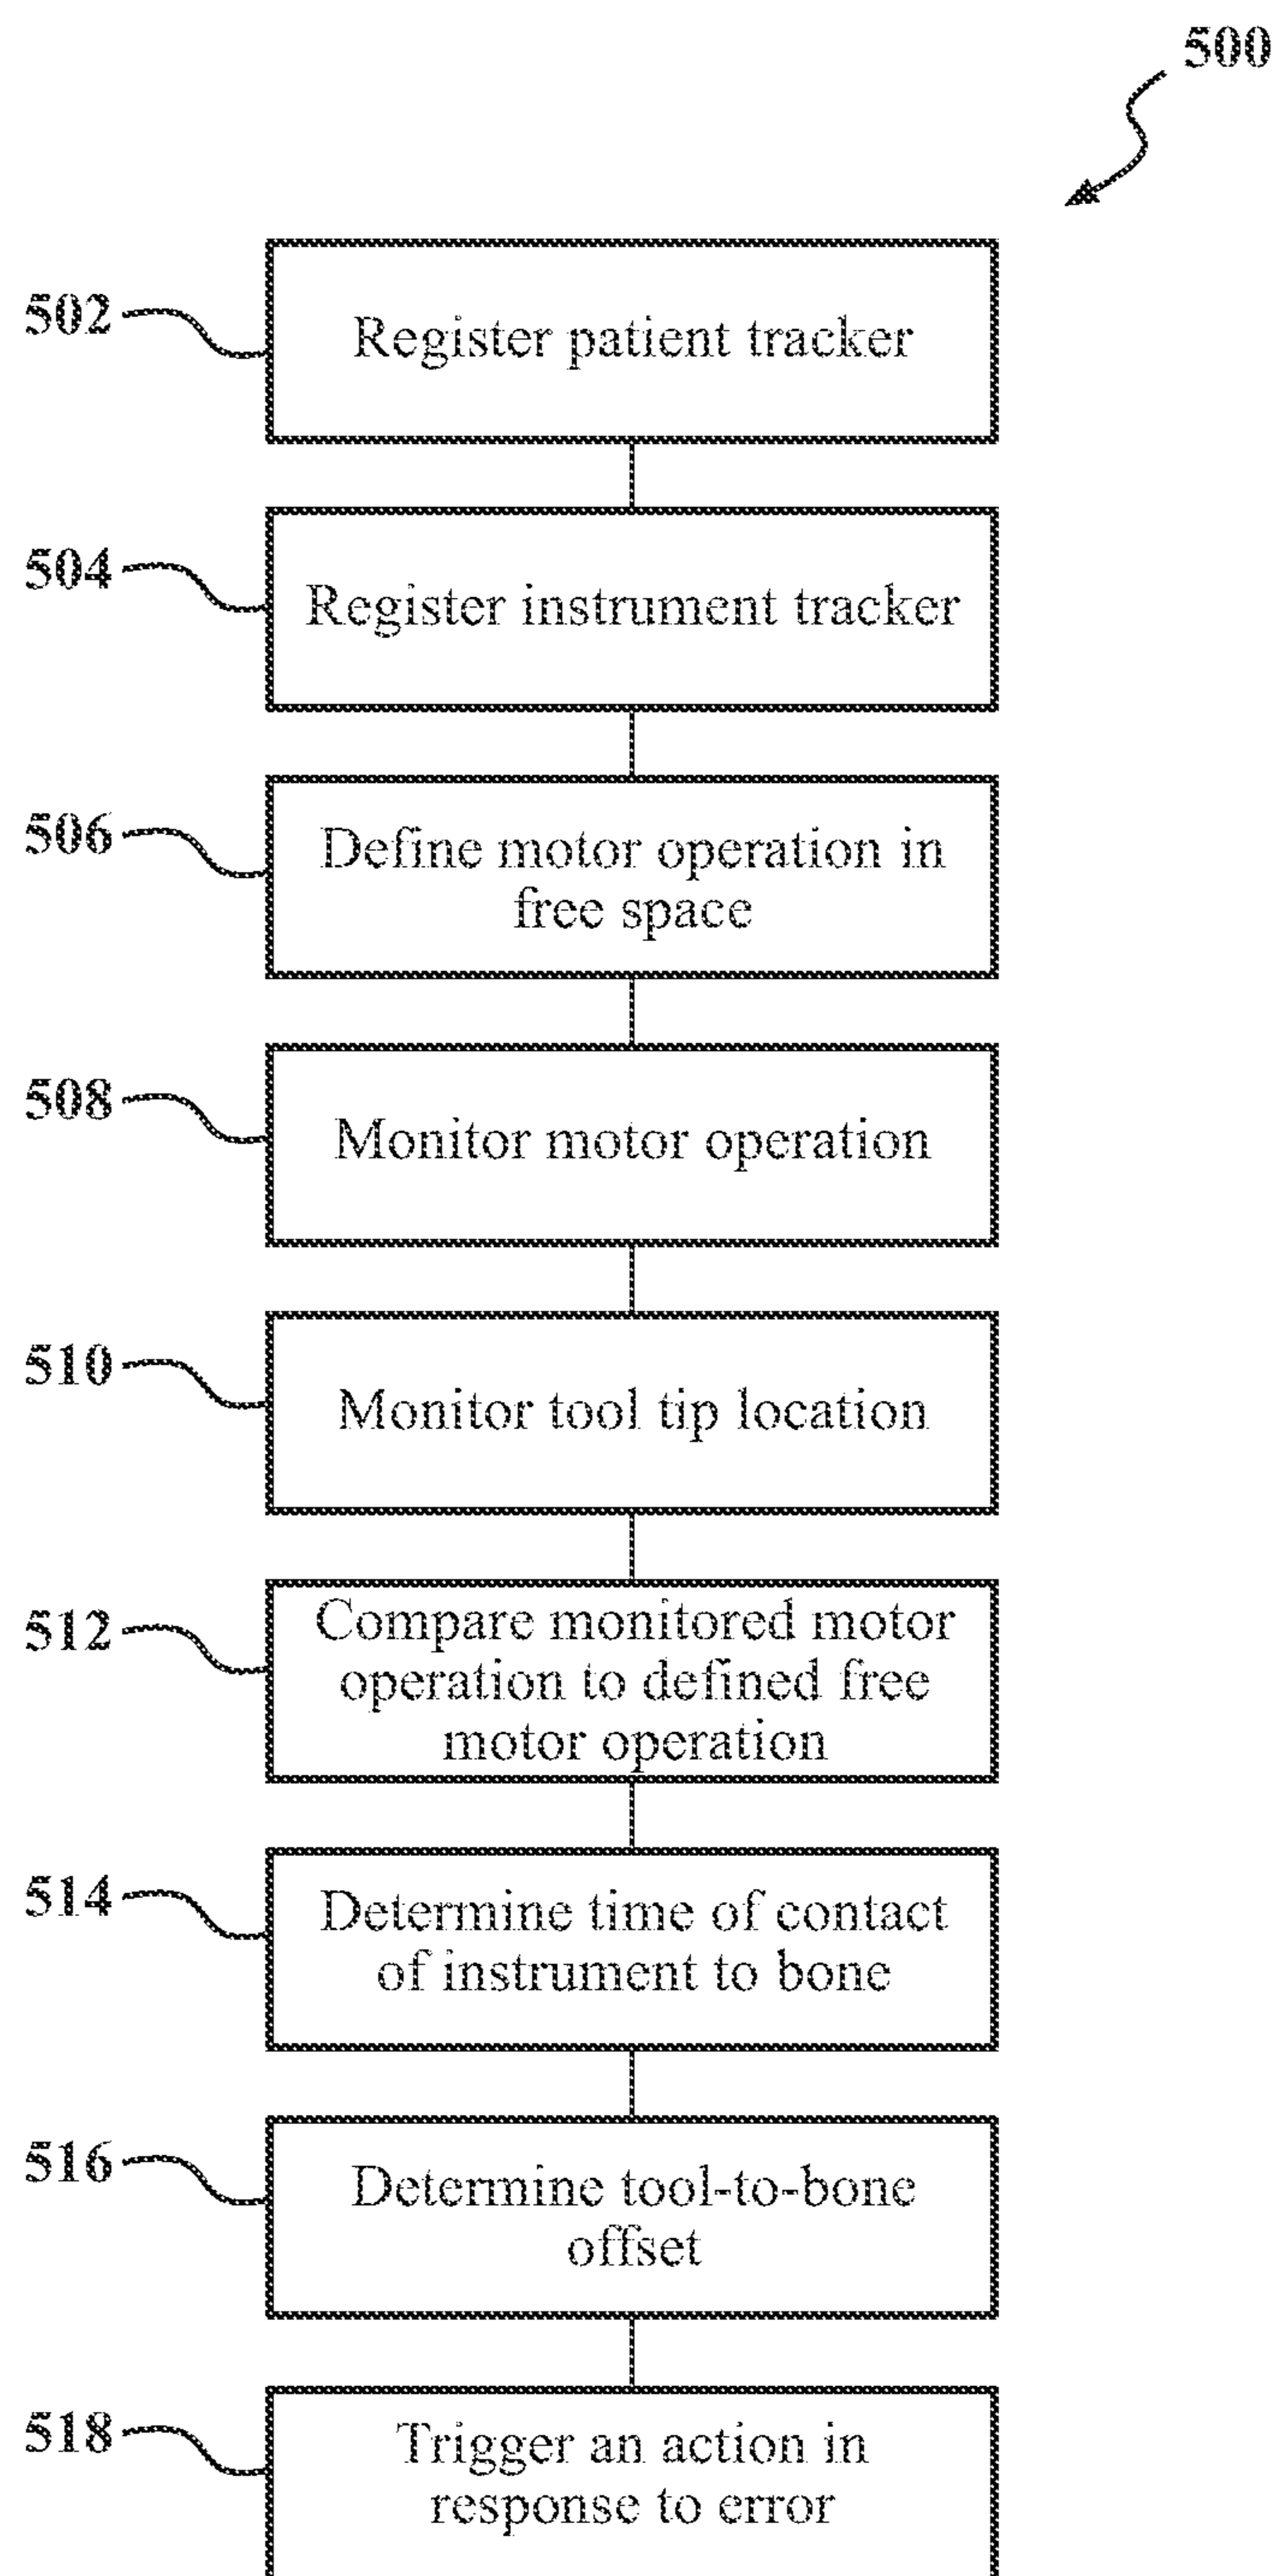 500
502
Register patient tracker
504
Register instrument tracker
506
Define motor operation in
free space
508
Monitor motor operation
510
Monitor tool tip location
512
Compare monitored motor
operation to defined free
motor operation
514
Determine time of contact
of instrument to bone
516
Determine tool-to-bone
offset
518
Trigger an action in
response to error